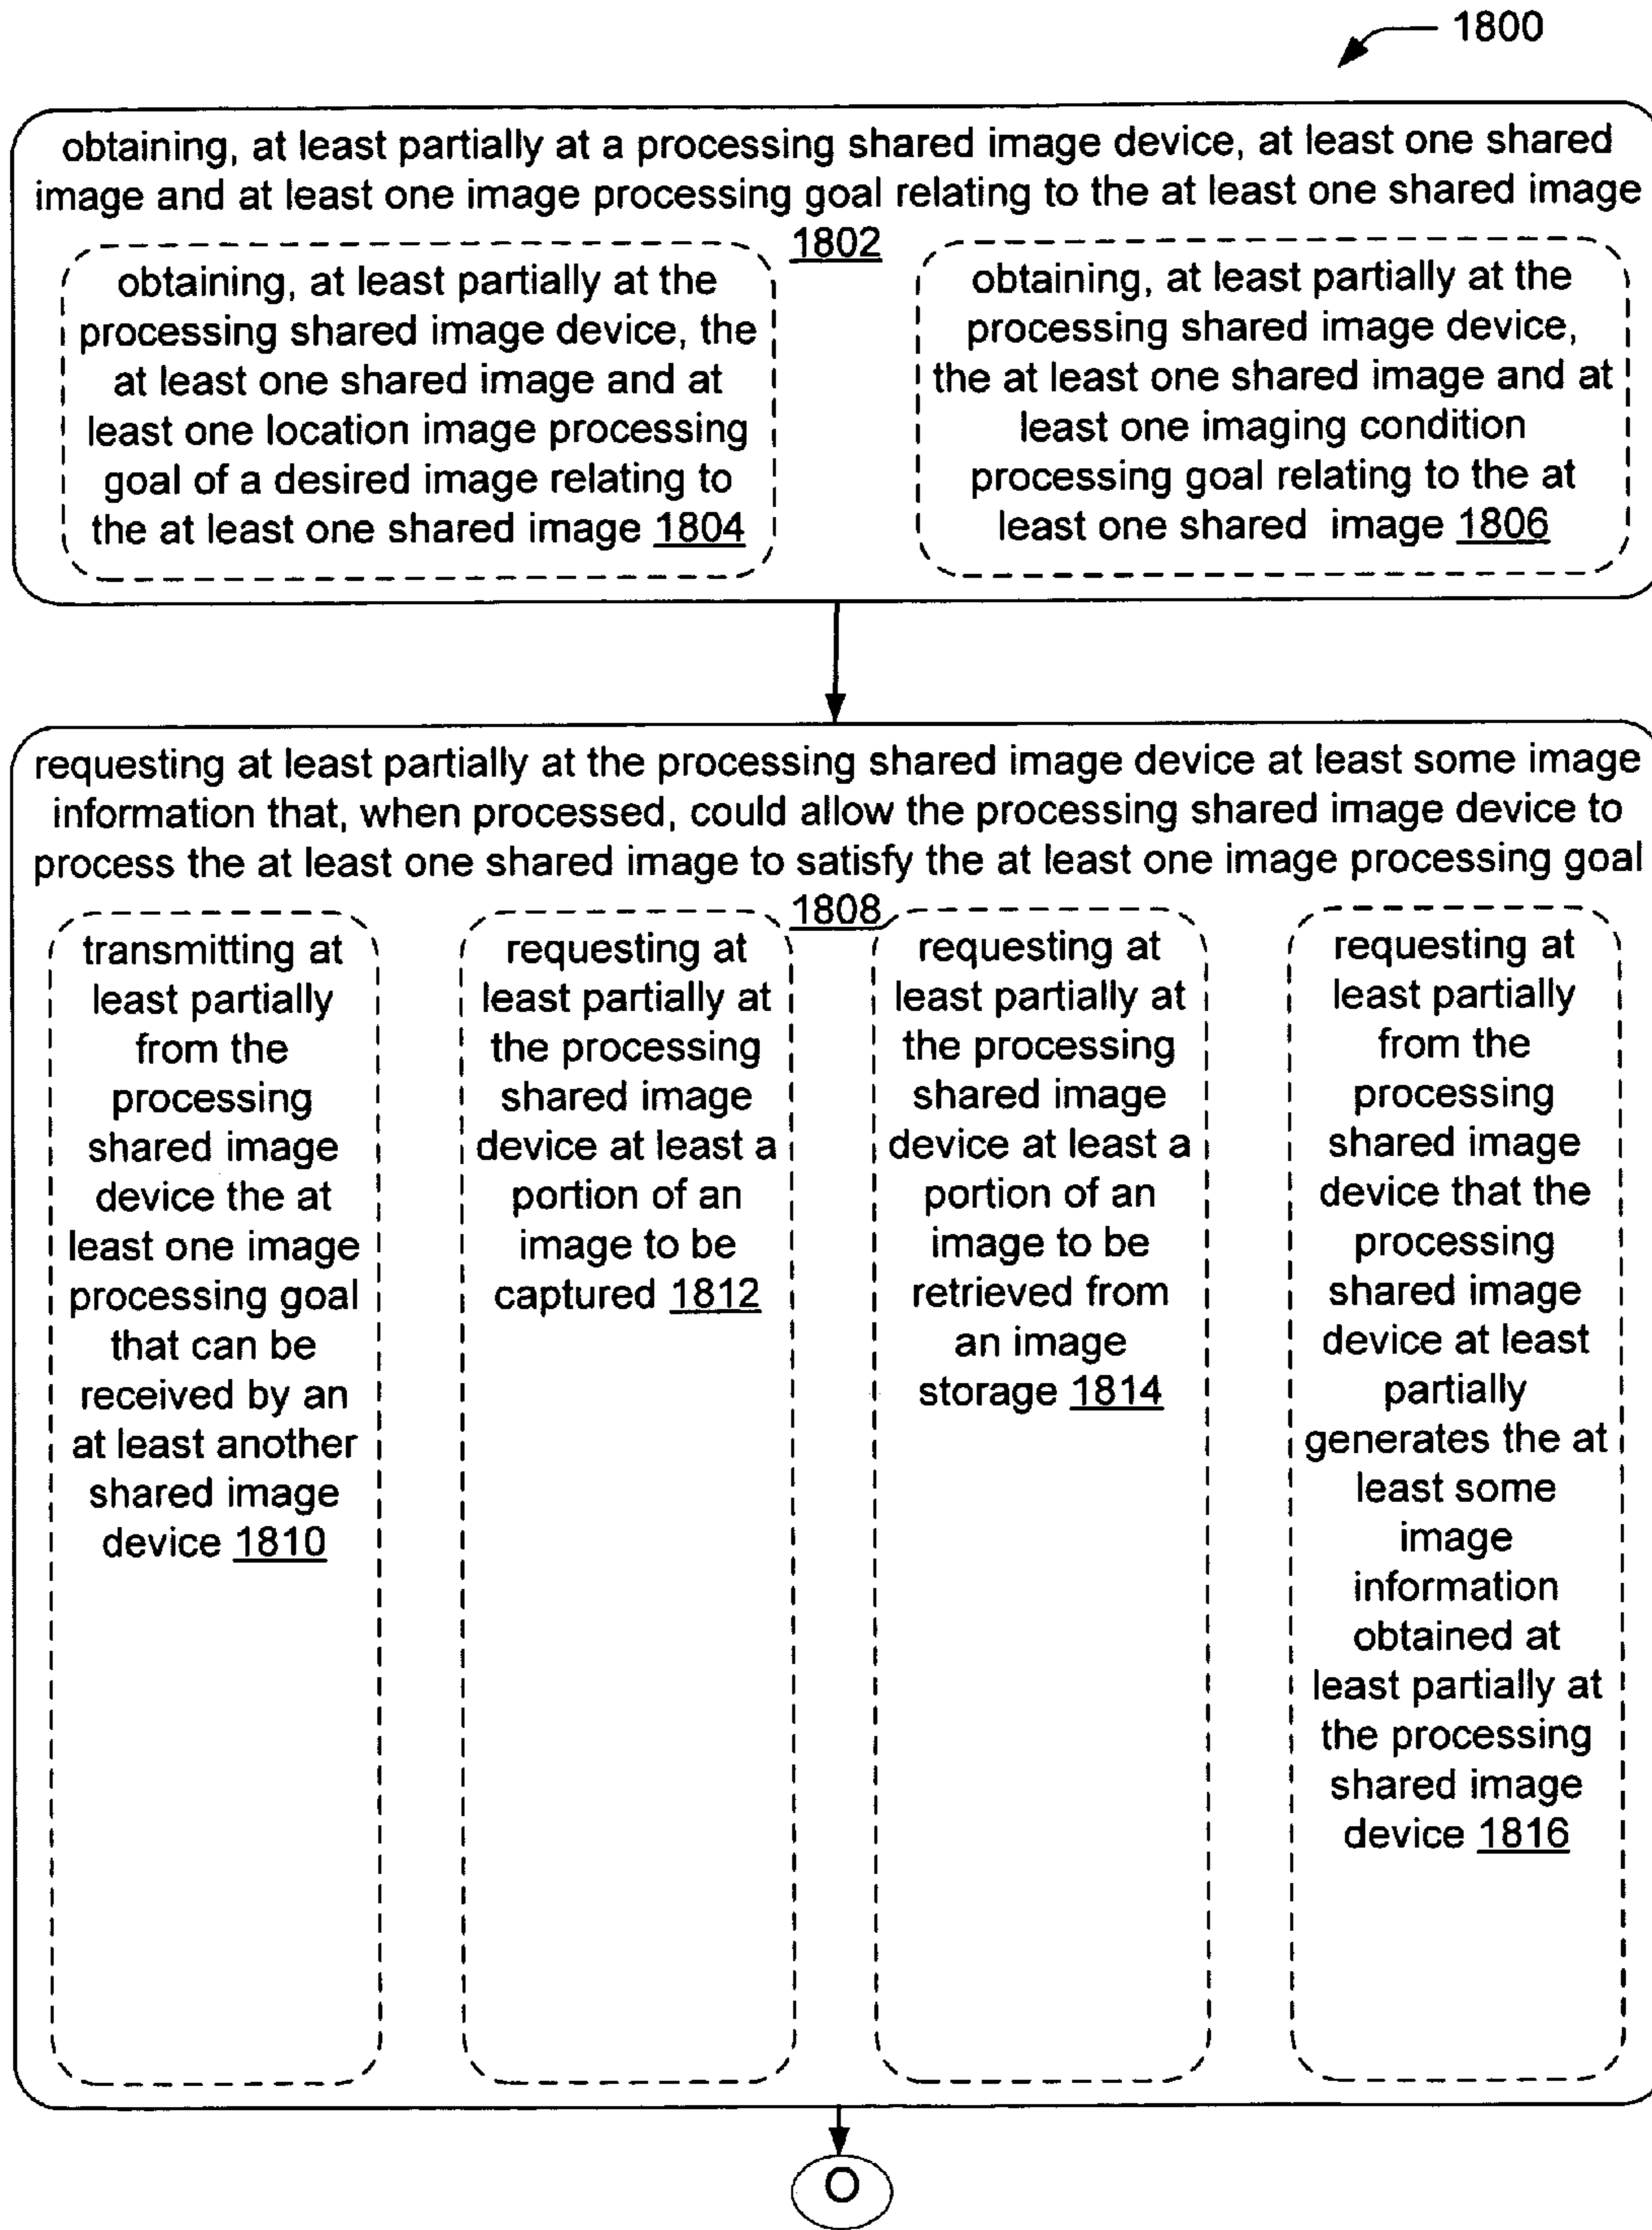 1800
obtaining, at least partially at a processing shared image device, at least one shared
image and at least one image processing goal relating to the at least one shared image
1802
obtaining, at least partially at the
processing shared image device, the
at least one shared image and at
least one location image processing
goal of a desired image relating to
the at least one shared image 1804
obtaining, at least partially at the
processing shared image device,
the at least one shared image and at
least one imaging condition
processing goal relating to the at
least one shared image 1806
requesting at least partially at the processing shared image device at least some image
information that, when processed, could allow the processing shared image device to
process the at least one shared image to satisfy the at least one image processing goal
1808
transmitting at
least partially
from the
processing
shared image
device the at
least one image
processing goal
that can be
received by an
at least another
shared image
device 1810
requesting at
least partially at
the processing
shared image
device at least a
portion of an
image to be
captured 1812
requesting at
least partially at
the processing
shared image
device at least a
portion of an
image to be
retrieved from
an image
storage 1814
requesting at
least partially
from the
processing
shared image
device that the
processing
shared image
device at least
partially
generates the at
least some
image
information
obtained at
least partially at
the processing
shared image
device 1816
O